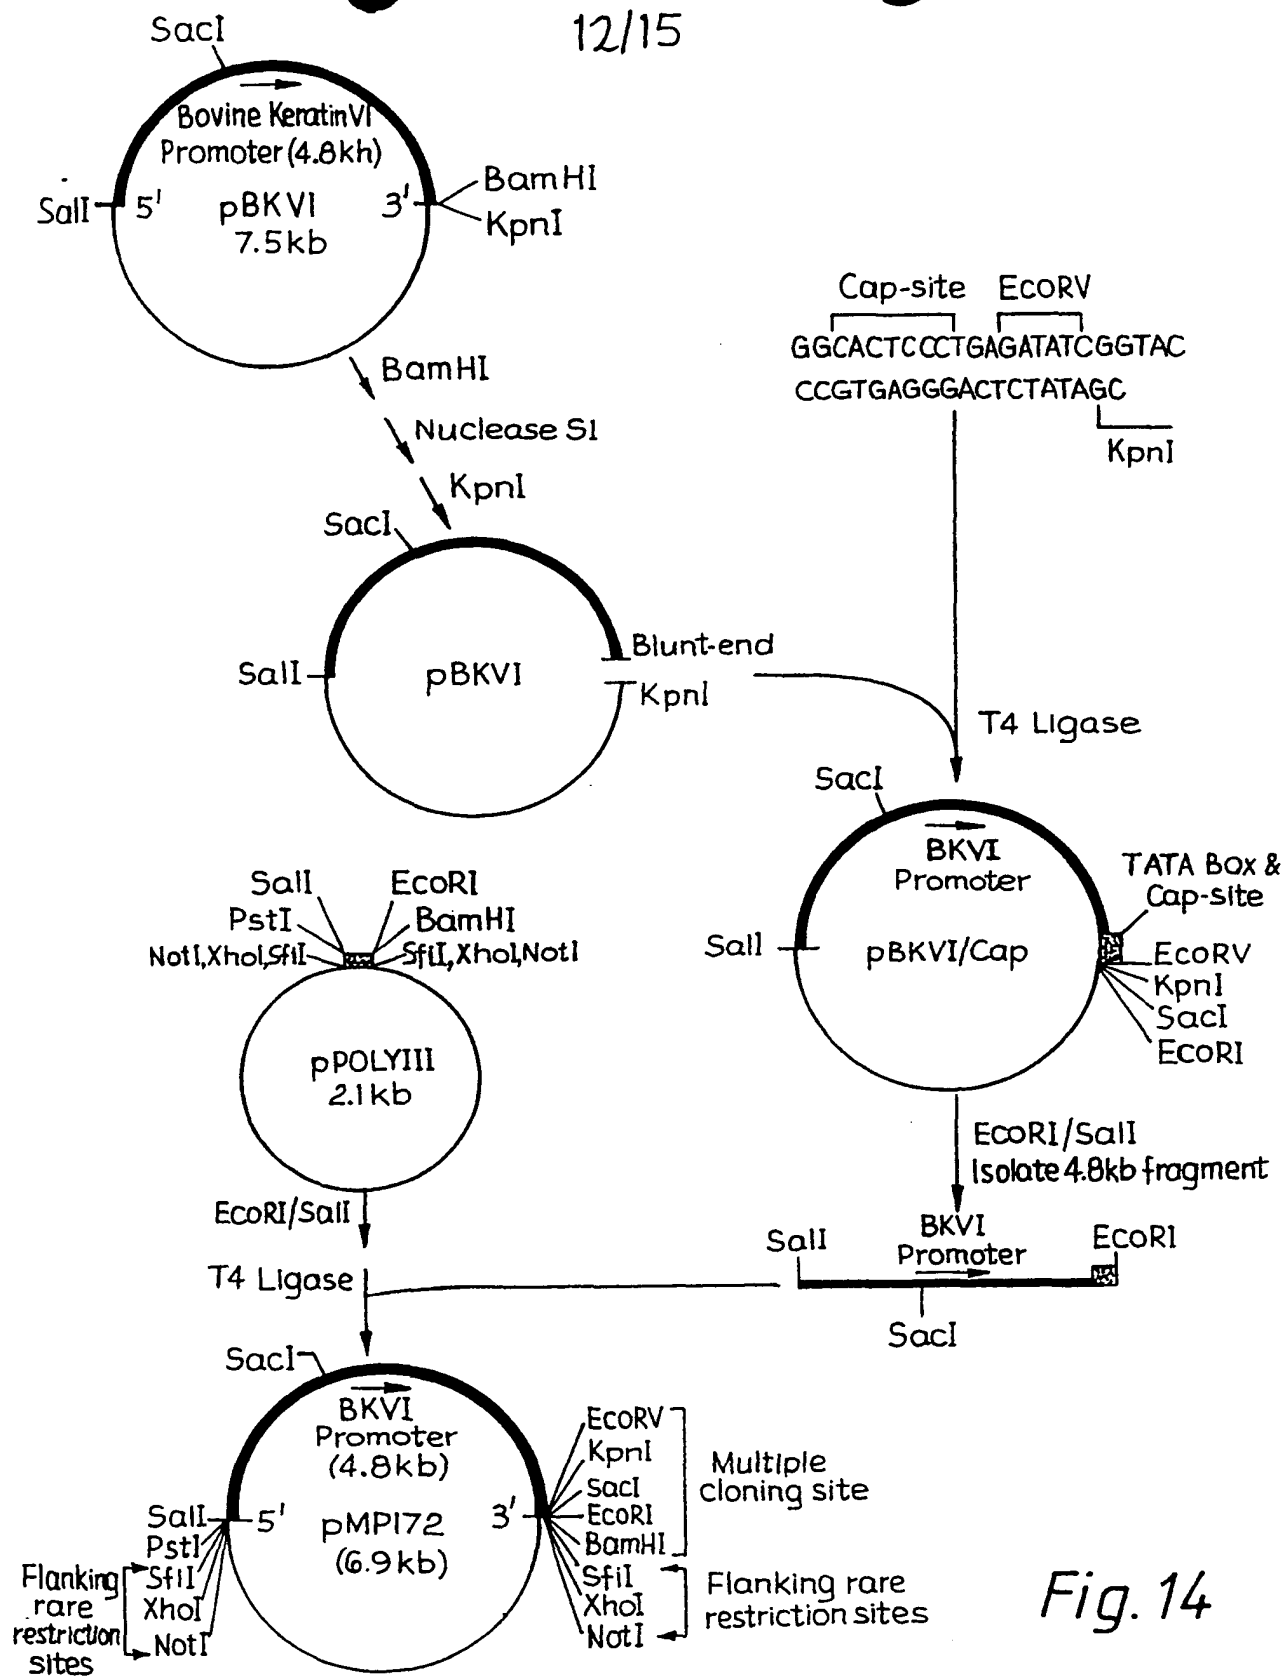 12/15
SacI
Bovine Keratin VI
Promoter (4.8kh)
SalI
5'
pBKVI
3'
7.5kb
BamHI
KpnI
BamHI
Nuclease S1
KpnI
Cap-site
EcoRV
GGCACTCCCTGAGATATCGGTAC
CCGTGAGGGACTCTATAGC
KpnI
SacI
SalI
pBKVI
Blunt-end
KpnI
T4 Ligase
SacI
BKVI
Promoter
TATA Box &
Cap-site
SalI
pBKVI/Cap
EcoRV
KpnI
SacI
EcoRI
SalI
EcoRI
PstI
BamHI
NotI,XhoI,SfiI
SfiI,XhoI,NotI
pPOLYIII
2.1kb
EcoRI/SalI
Isolate 4.8kb fragment
EcoRI/SalI
T4 Ligase
SalI
BKVI
Promoter
EcoRI
SacI
SacI
BKVI
Promoter
(4.8kb)
SalI
5'
pMPI72
3'
(6.9kb)
PstI
SfiI
XhoI
NotI
Flanking
rare
restriction
sites
EcoRV
KpnI
SacI
EcoRI
BamHI
Multiple
cloning site
SfiI
XhoI
NotI
Flanking rare
restriction sites
Fig. 14